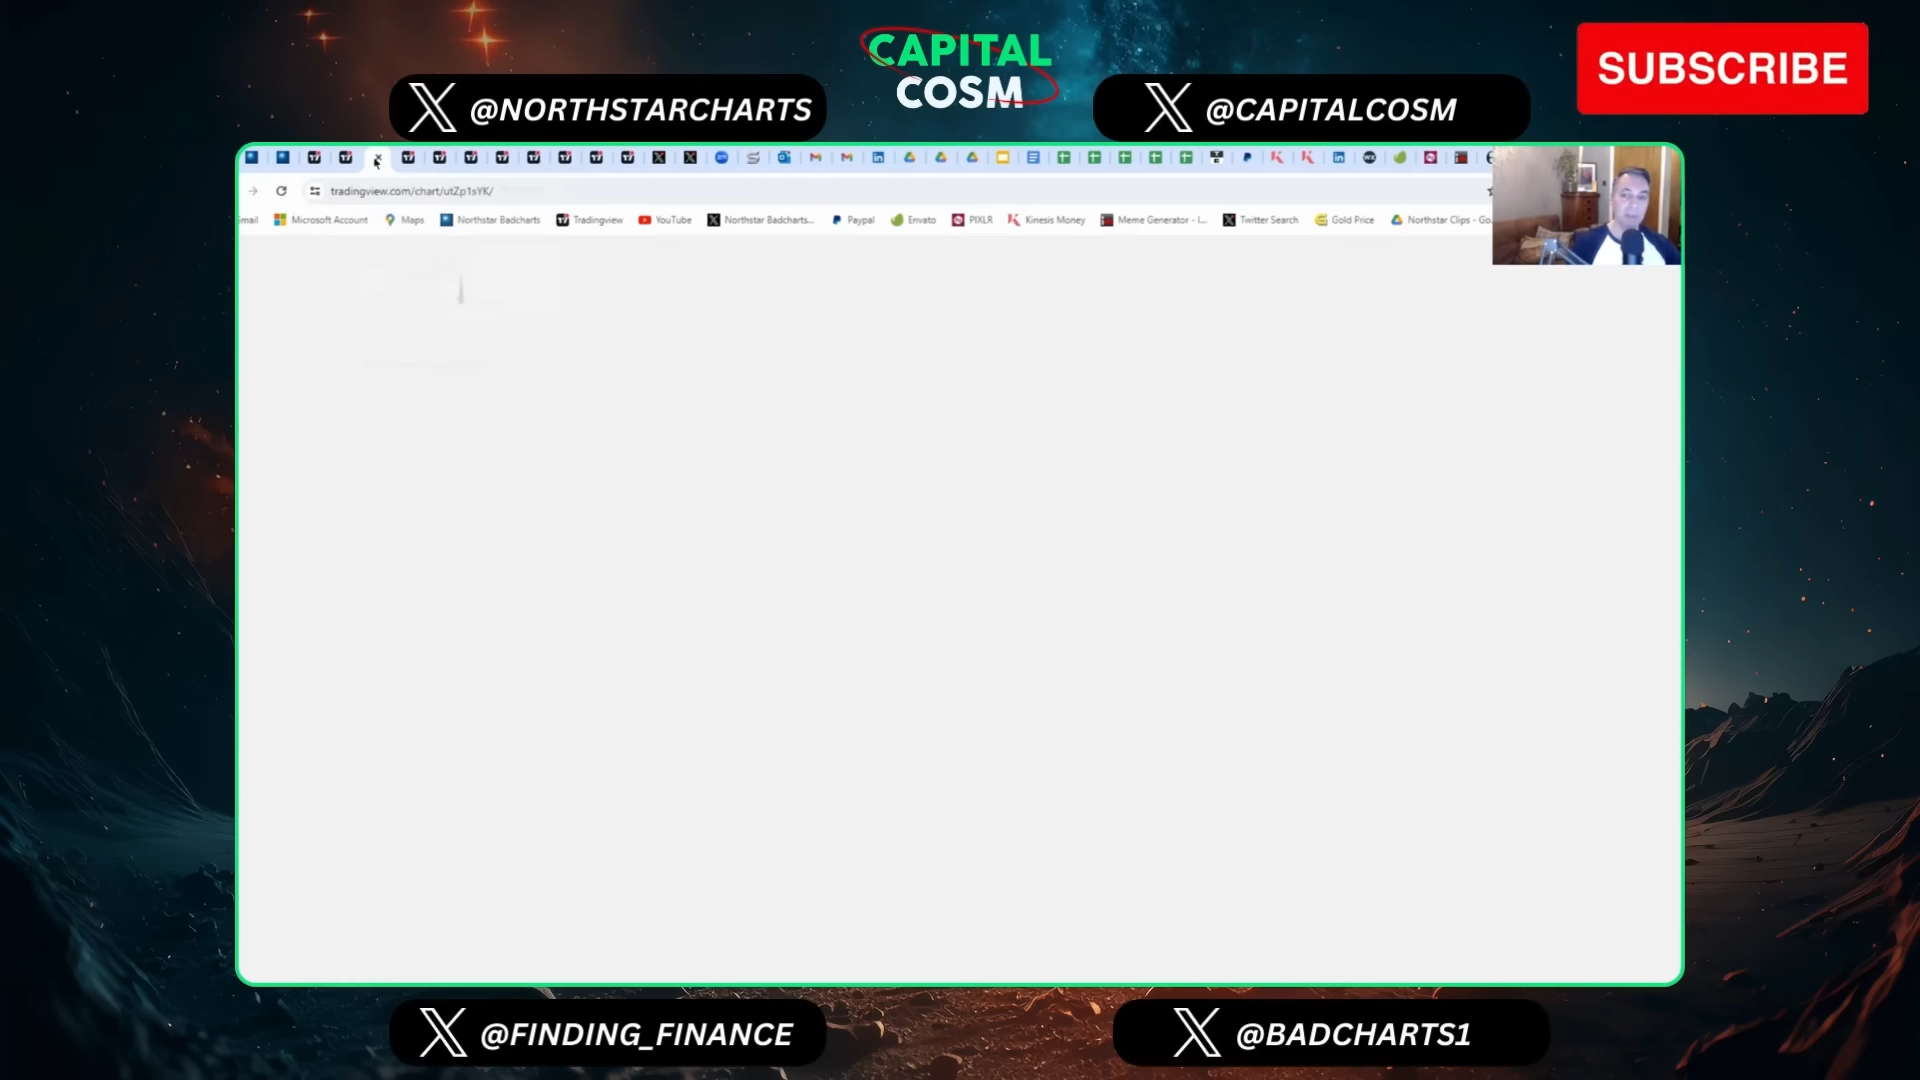 CAPITAL
COSM
SUBSCRIBE
@NORTHSTARCHARTS
@CAPITALCOSM
tradingview.com/chart/utZp1sYK/
Microsoft Account
Maps
Northstar Badcharts
Tradingview
YouTube
Northstar Badcharts...
Paypal
Envato
PIXLR
Kinesis Money
Meme Generator - I...
Twitter Search
Gold Price
Northstar Clips - Go
@FINDING_FINANCE
@BADCHARTS1